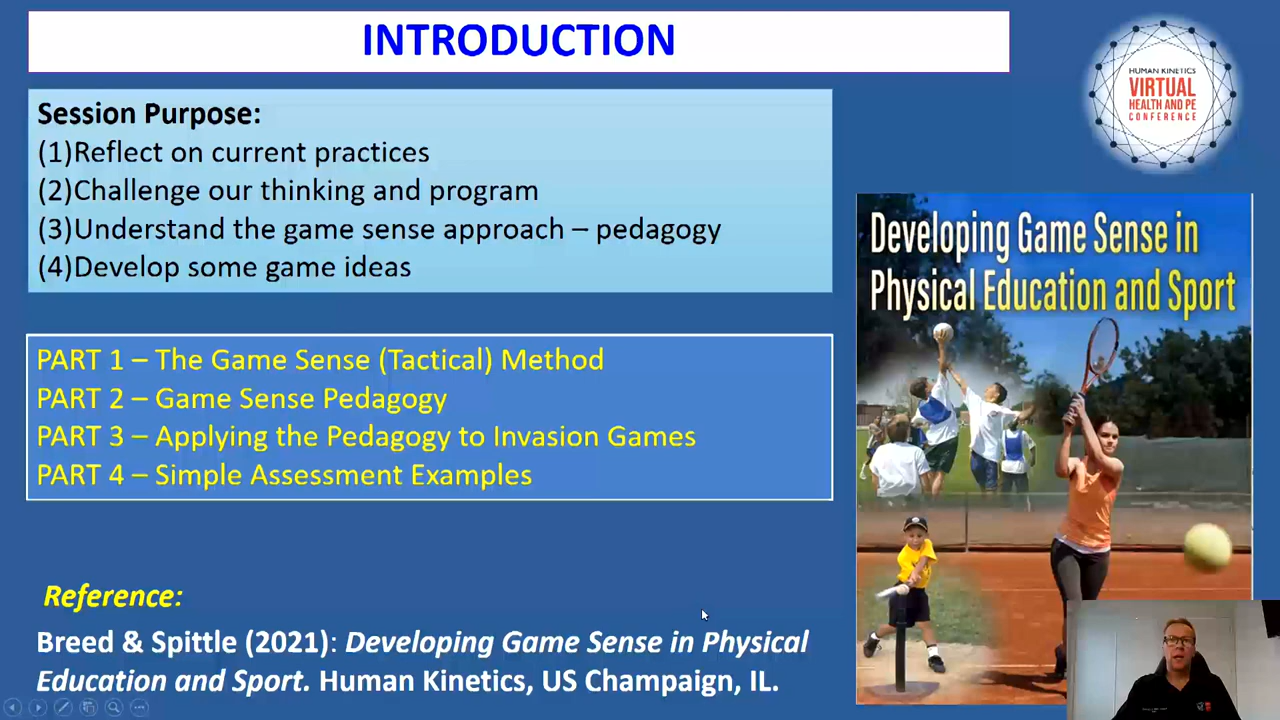 INTRODUCTION
Session Purpose:
(1)Reflect on current practices
(2)Challenge our thinking and program
(3)Understand the game sense approach – pedagogy
(4)Develop some game ideas
PART 1 – The Game Sense (Tactical) Method
PART 2 – Game Sense Pedagogy
PART 3 – Applying the Pedagogy to Invasion Games
PART 4 – Simple Assessment Examples
Reference:
Breed & Spittle (2021): Developing Game Sense in Physical
Education and Sport. Human Kinetics, US Champaign, IL.
HUMAN KINETICS
VIRTUAL
HEALTH AND PE
CONFERENCE
Developing Game Sense in
Physical Education and Sport